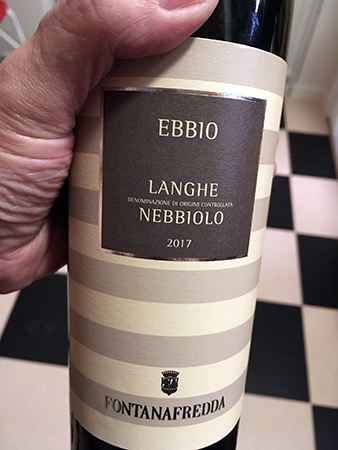 EBBIO
LANGHE
DENOMINAZIONE DI ORIGINE CONTROLLATA
NEBBIOLO
2017
FONTANAFREDDA